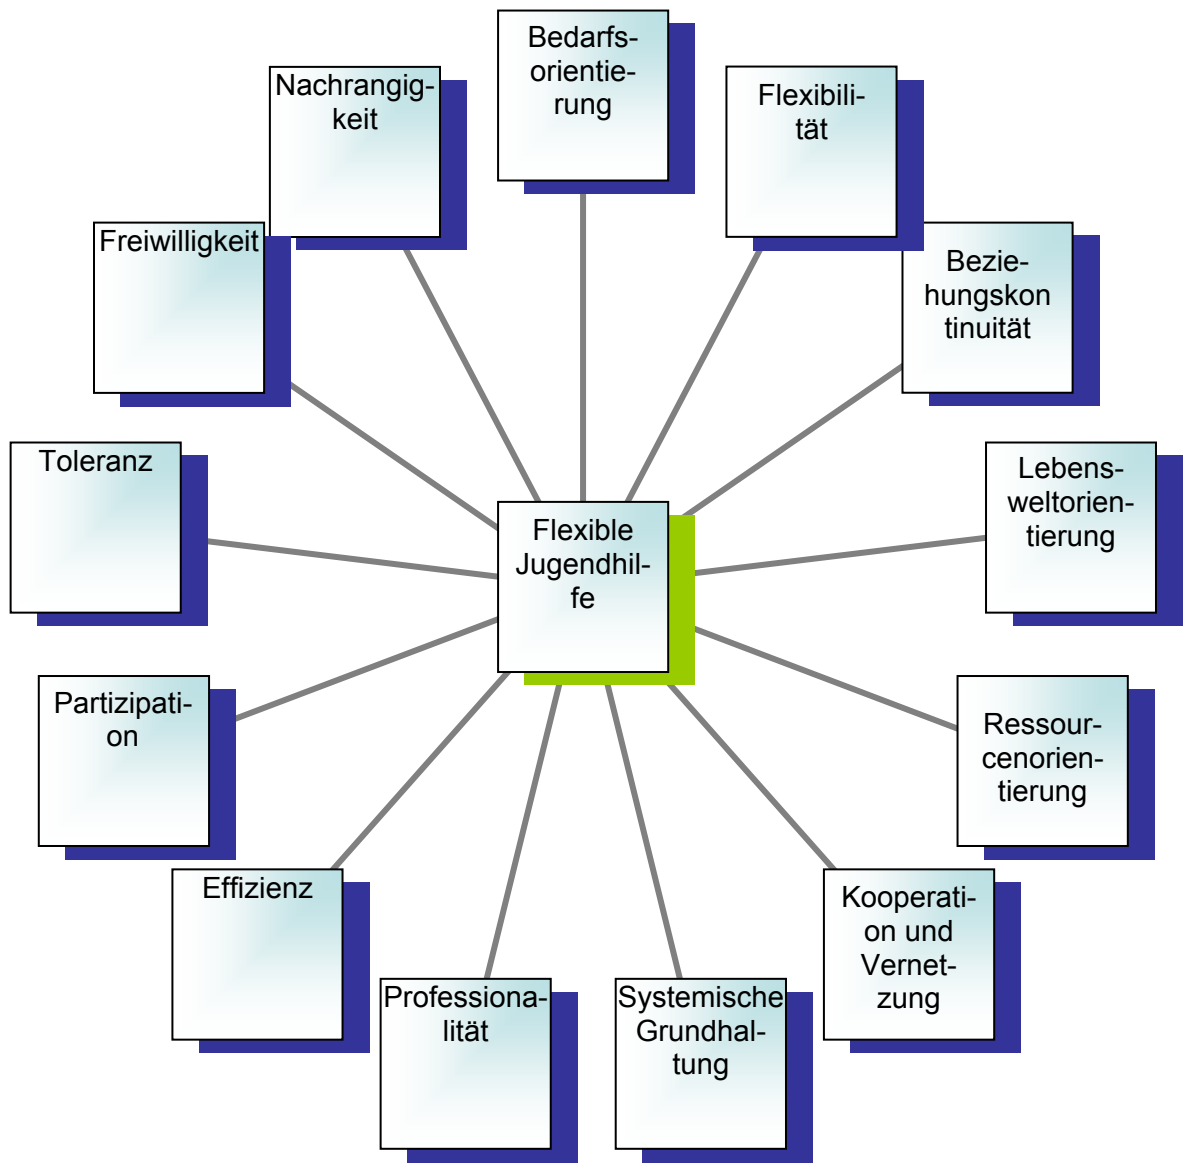 Bedarfs-
orientie-
rung
Flexibili-
tät
Bezie-
hungskon
tinuität
Lebens-
weltorien-
tierung
Ressour-
cenorien-
tierung
Kooperati-
on und
Vernet-
zung
Systemische
Grundhal-
tung
Professiona-
lität
Effizienz
Partizipati-
on
Toleranz
Freiwilligkeit
Nachrangig-
keit
Flexible
Jugendhil-
fe